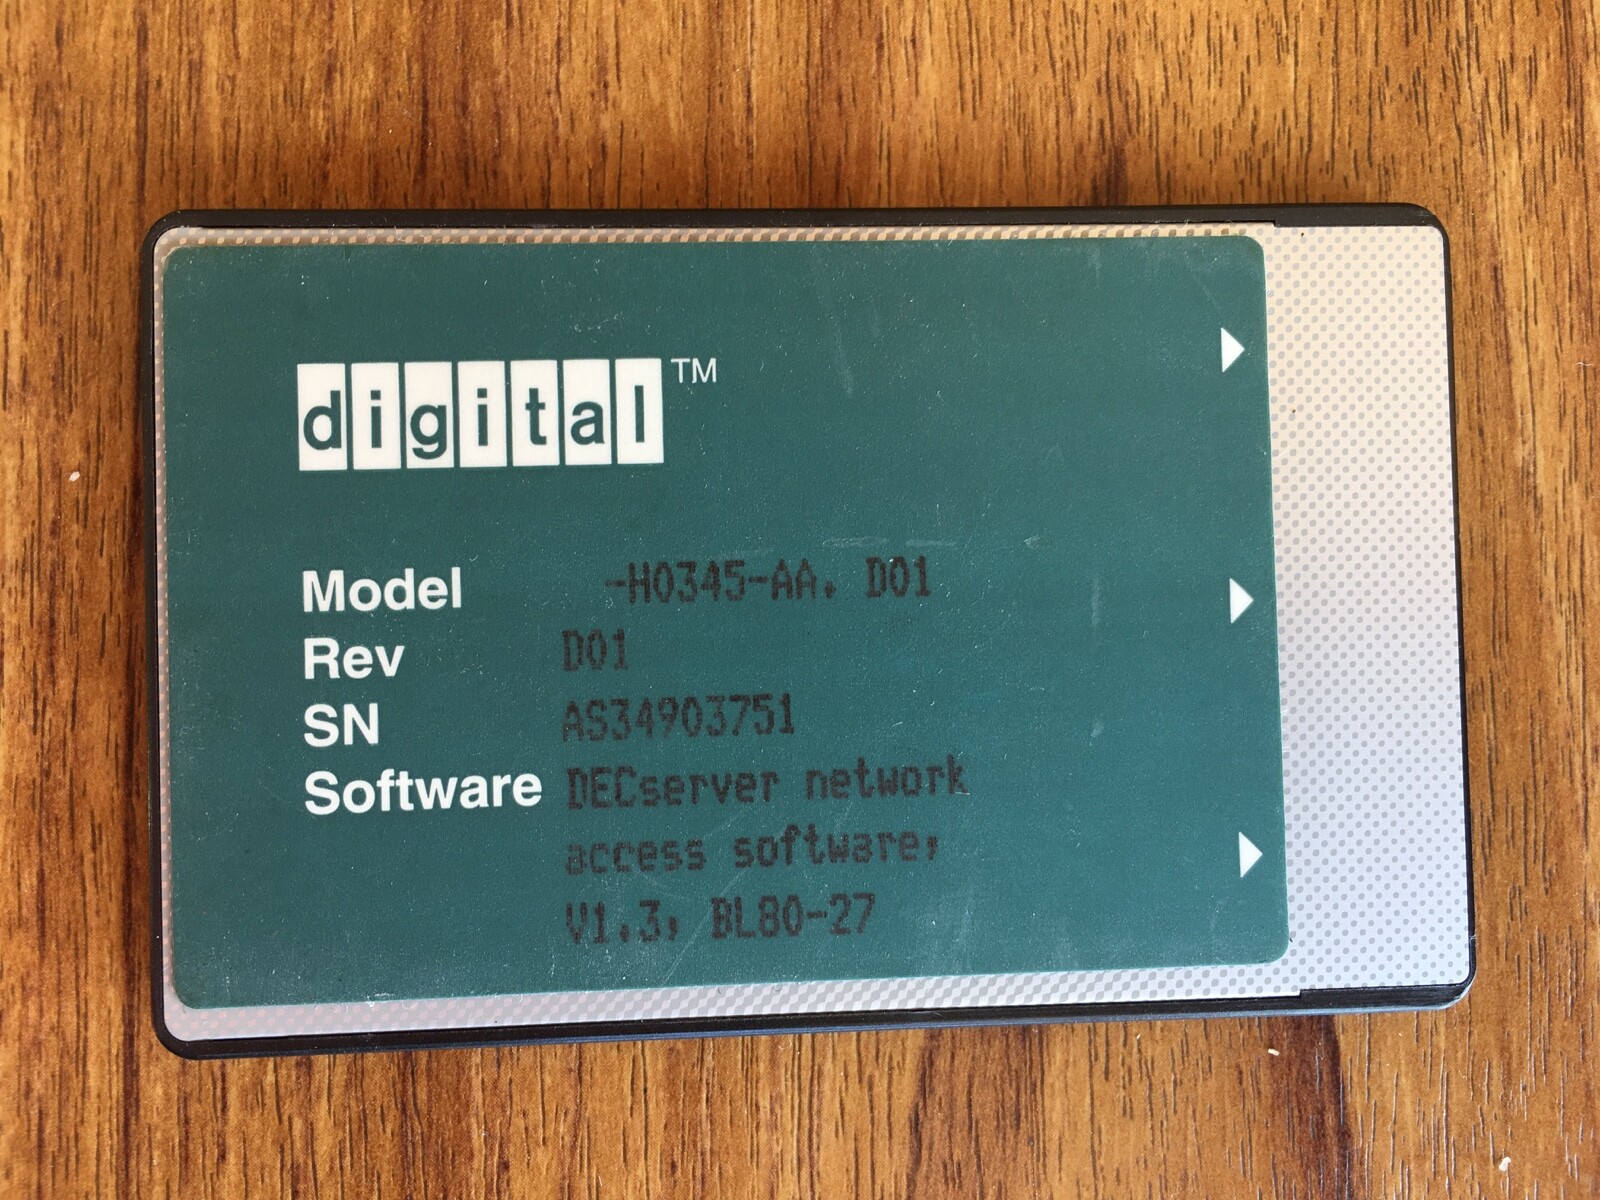 digital™
Model -H0345-AA. D01
Rev D01
SN AS34903751
Software DECserver network
access software,
V1.3, BL80-27